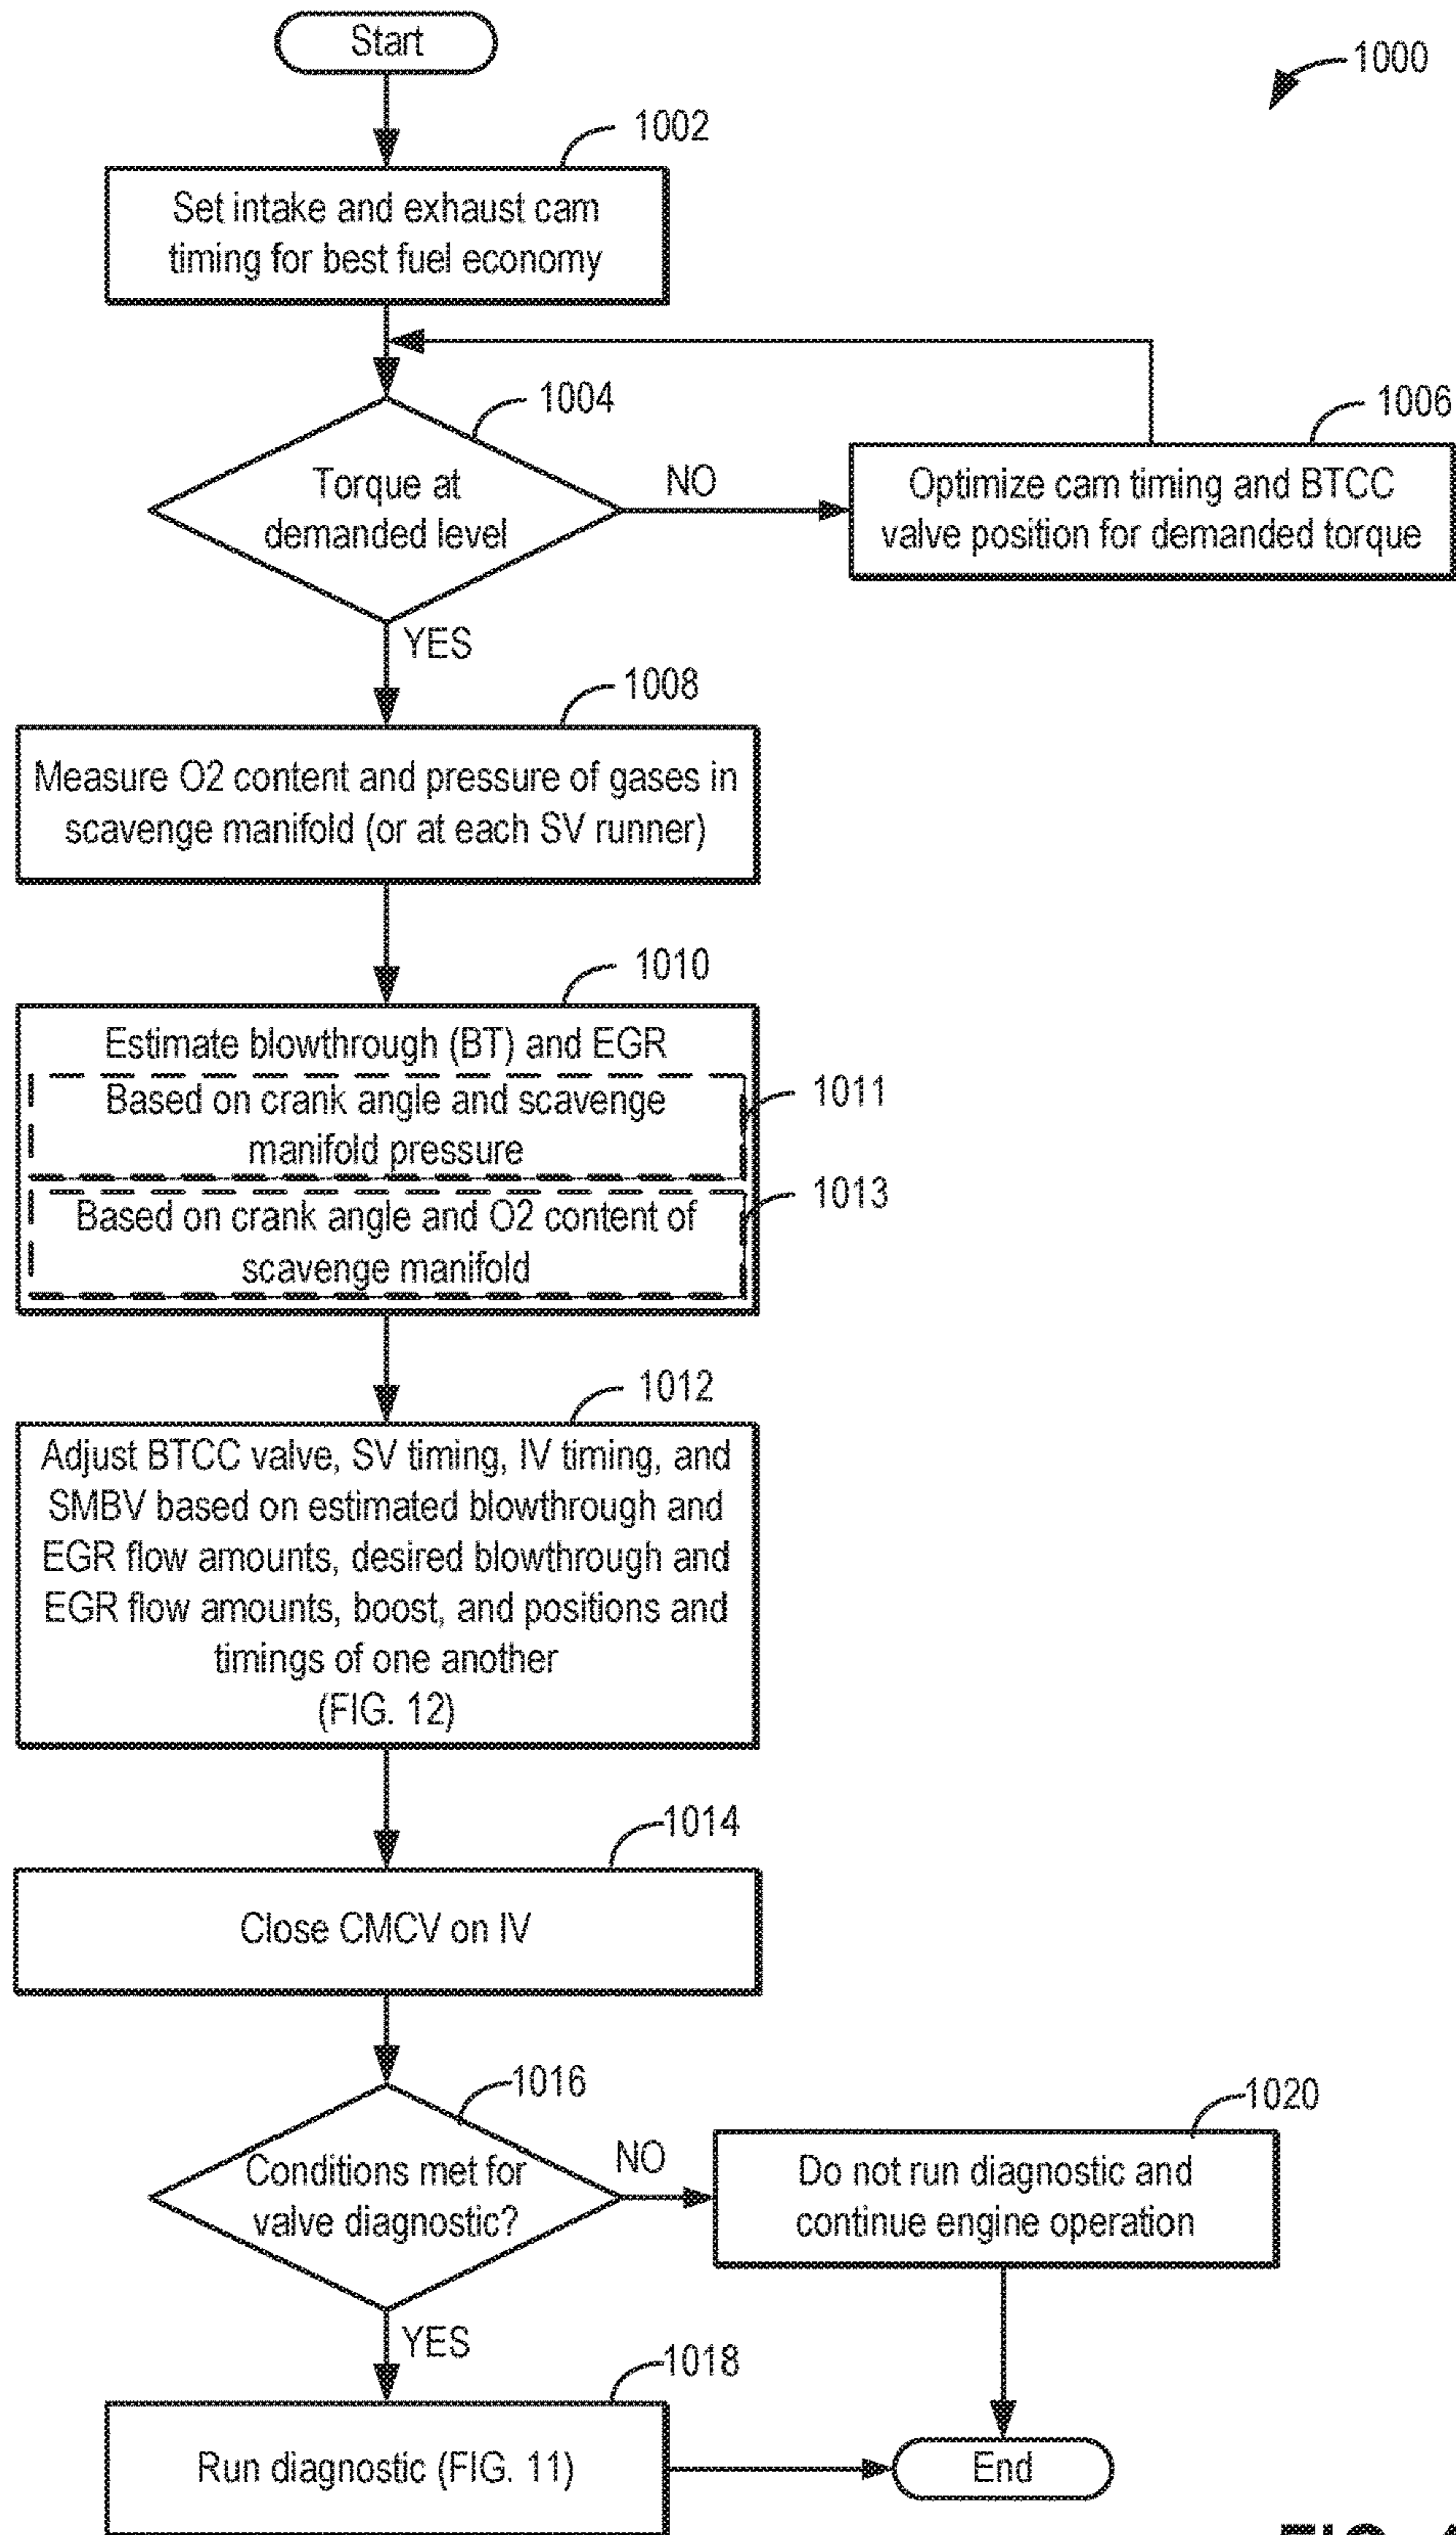 Start
1000
1002
Set intake and exhaust cam
timing for best fuel economy
1004
Torque at
demanded level
NO
1006
Optimize cam timing and BTCC
valve position for demanded torque
YES
1008
Measure O2 content and pressure of gases in
scavenge manifold (or at each SV runner)
1010
Estimate blowthrough (BT) and EGR
Based on crank angle and scavenge
manifold pressure
1011
Based on crank angle and O2 content of
scavenge manifold
1013
1012
Adjust BTCC valve, SV timing, IV timing, and
SMBV based on estimated blowthrough and
EGR flow amounts, desired blowthrough and
EGR flow amounts, boost, and positions and
timings of one another
(FIG. 12)
1014
Close CMCV on IV
1016
Conditions met for
valve diagnostic?
NO
1020
Do not run diagnostic and
continue engine operation
YES
1018
Run diagnostic (FIG. 11)
End